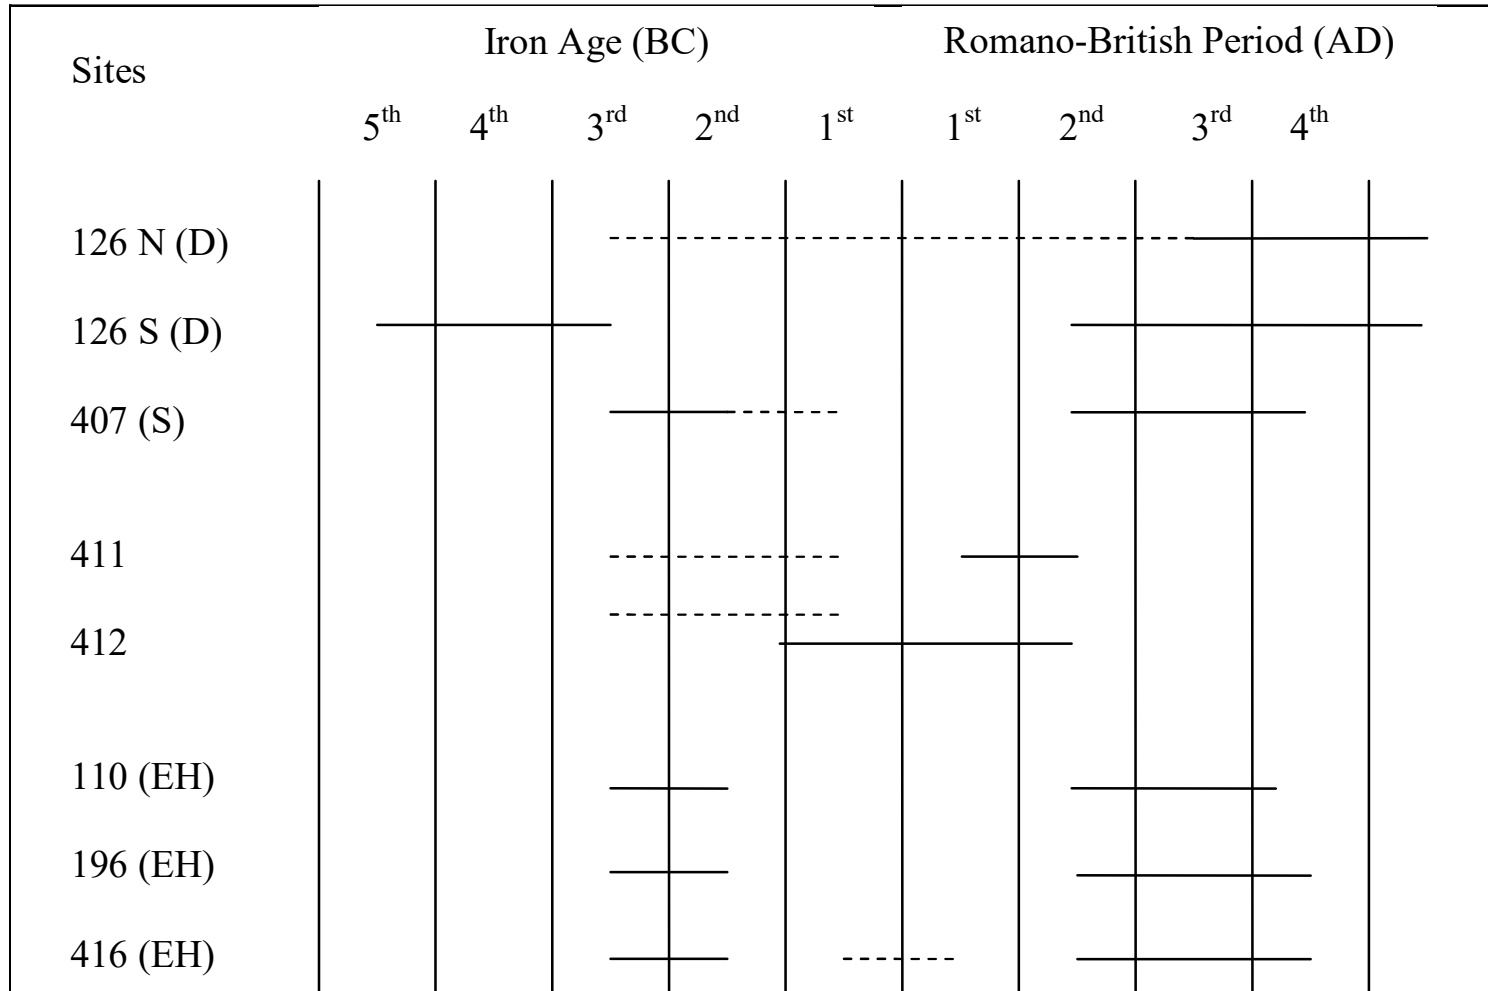 Iron Age (BC) Romano-British Period (AD)
Sites
5th 4th 3rd 2nd 1st 1st 2nd 3rd 4th
126 N (D)
126 S (D)
407 (S)
411
412
110 (EH)
196 (EH)
416 (EH)